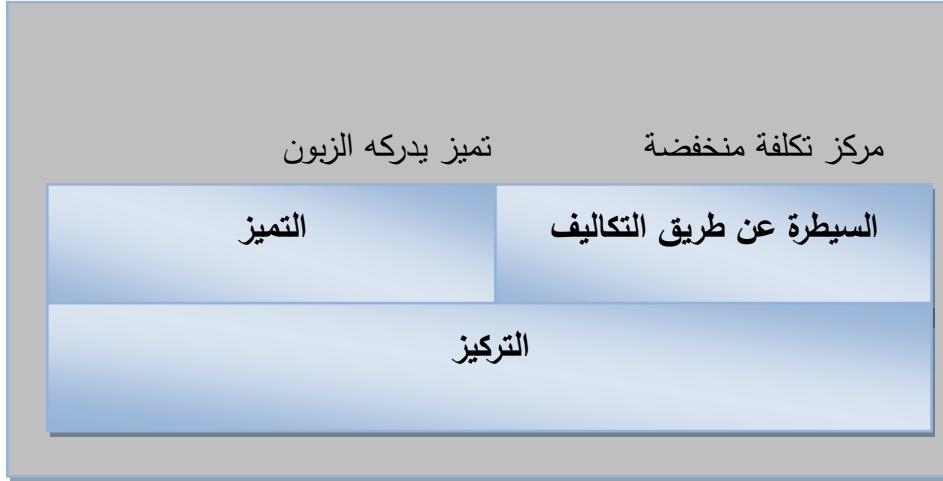 مركز تكلفة منخفضة تميز يدركه الزبون
السيطرة عن طريق التكاليف التميز
التركيز